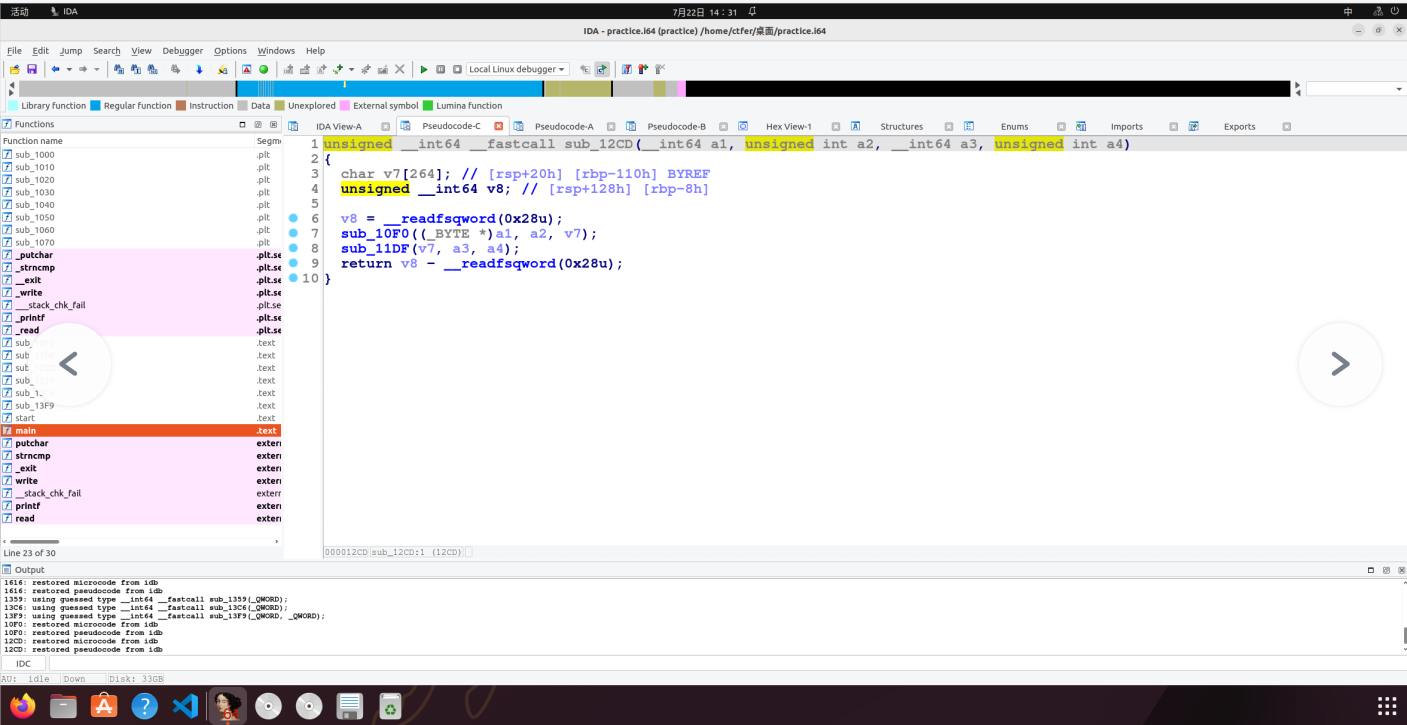 活动 IDA 7月22日 14：31 中
IDA - practice.i64 (practice) /home/ctfer/桌面/practice.i64
File Edit Jump Search View Debugger Options Windows Help
Local Linux debugger
Library function Regular function Instruction Data Unexplored External symbol Lumina function
Functions
Function name Segm
sub_1000 .plt
sub_1010 .plt
sub_1020 .plt
sub_1030 .plt
sub_1040 .plt
sub_1050 .plt
sub_1060 .plt
sub_1070 .plt
_putchar .plt.se
_strncmp .plt.se
__exit .plt.se
_write .plt.se
___stack_chk_fail .plt.se
_printf .plt.se
_read .plt.se
sub_ .text
sub .text
sub .text
sub_ .text
sub_1 .text
sub_13F9 .text
start .text
main .text
putchar extern
strncmp extern
_exit extern
write extern
__stack_chk_fail extern
printf extern
read extern
Line 23 of 30
IDA View-A Pseudocode-C Pseudocode-A Pseudocode-B Hex View-1 Structures Enums Imports Exports
1 unsigned __int64 __fastcall sub_12CD(__int64 a1, unsigned int a2, __int64 a3, unsigned int a4)
2 {
3 char v7[264]; // [rsp+20h] [rbp-110h] BYREF
4 unsigned __int64 v8; // [rsp+128h] [rbp-8h]
5
6 v8 = __readfsqword(0x28u);
7 sub_10F0((_BYTE *)a1, a2, v7);
8 sub_11DF(v7, a3, a4);
9 return v8 - __readfsqword(0x28u);
10 }
000012CD sub_12CD:1 (12CD)
Output
1616: restored microcode from idb
1616: restored pseudocode from idb
1359: using guessed type __int64 __fastcall sub_1359(_QWORD);
13C6: using guessed type __int64 __fastcall sub_13C6(_QWORD);
13F9: using guessed type __int64 __fastcall sub_13F9(_QWORD, _QWORD);
10F0: restored microcode from idb
10F0: restored pseudocode from idb
12CD: restored microcode from idb
12CD: restored pseudocode from idb
IDC
AU: idle Down Disk: 33GB